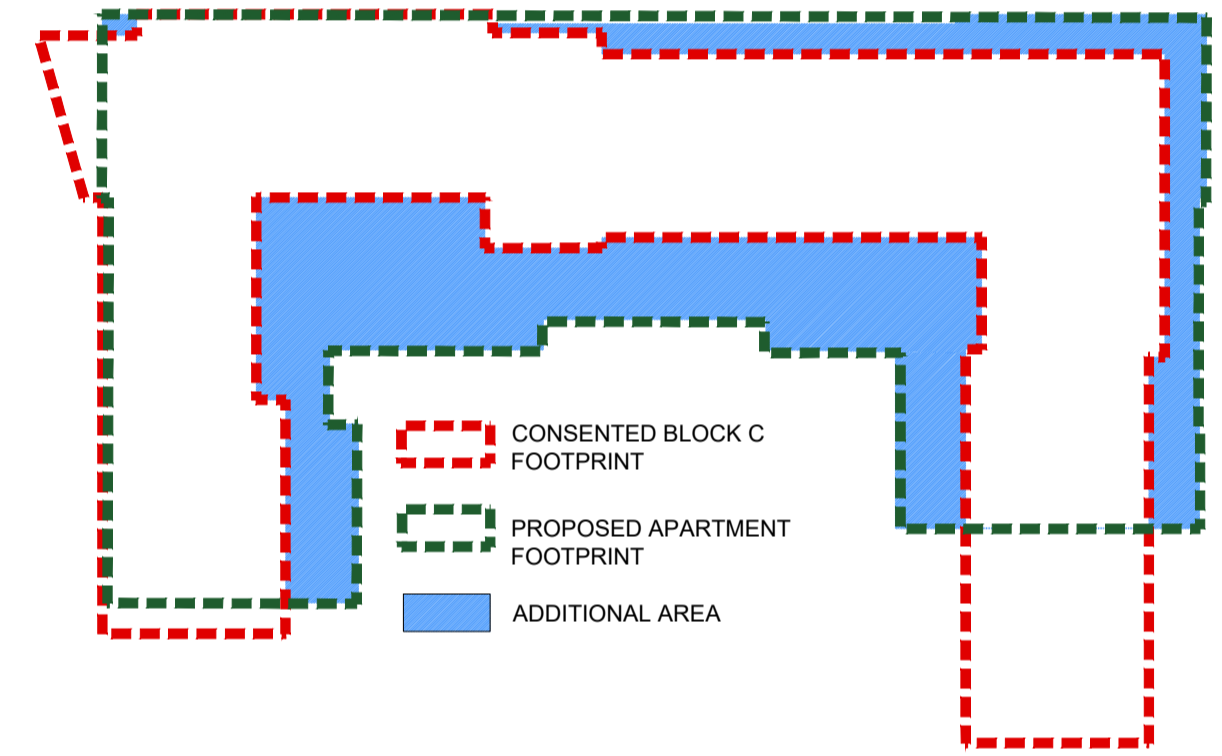 CONSENTED BLOCK C
FOOTPRINT
PROPOSED APARTMENT
FOOTPRINT
ADDITIONAL AREA